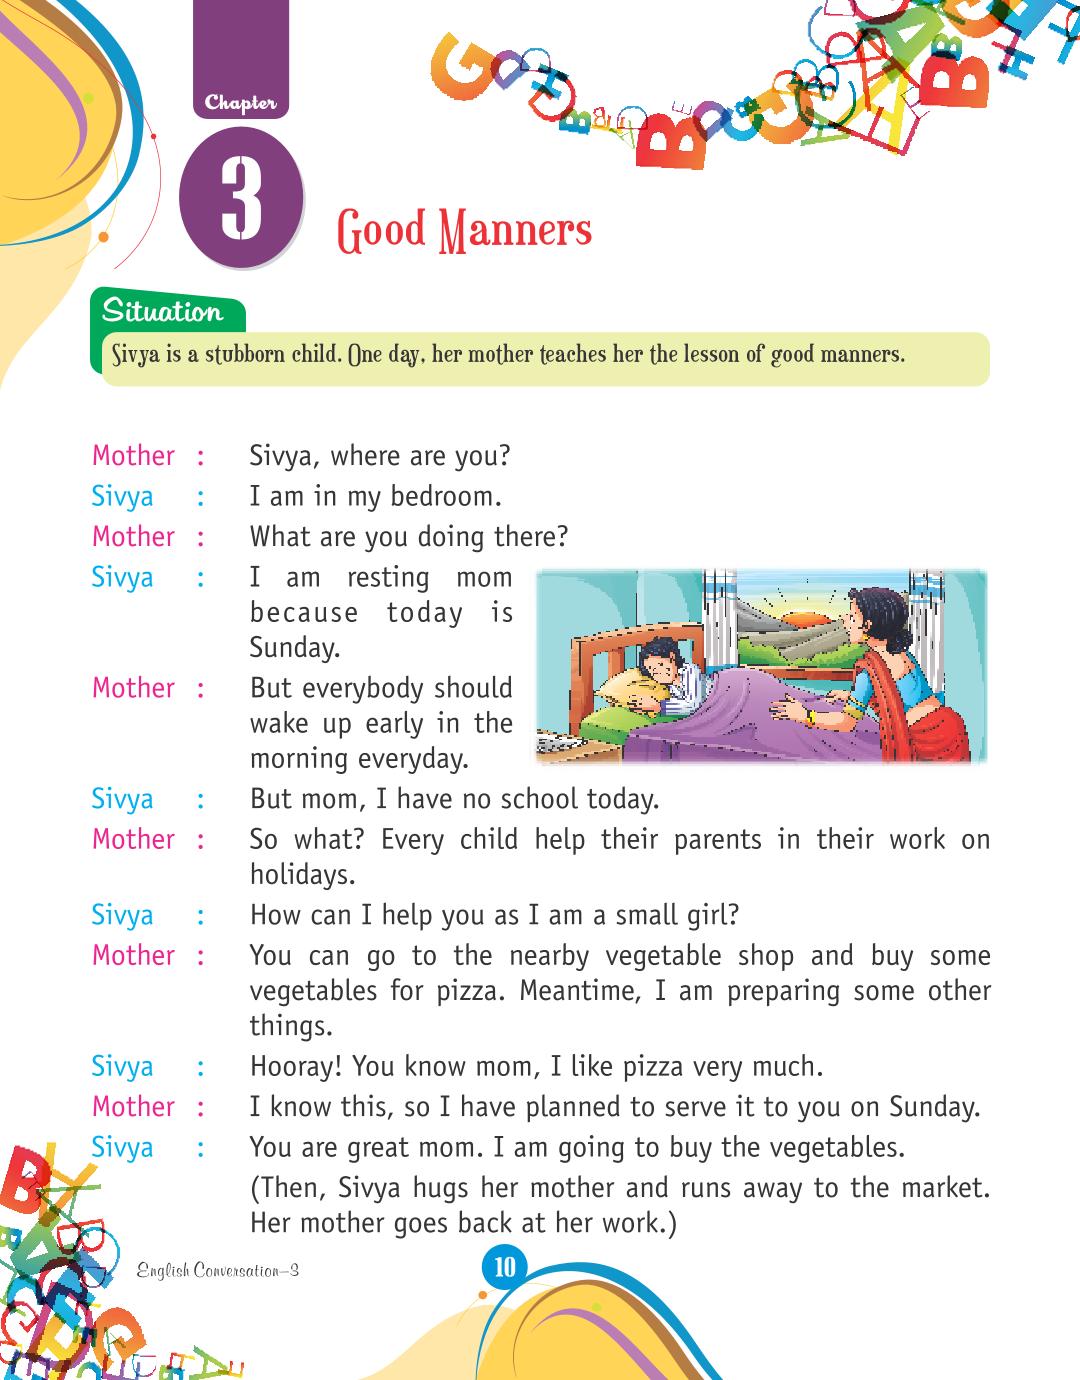 Chapter
3
Good Manners
Situation
Sivya is a stubborn child. One day, her mother teaches her the lesson of good manners.
Mother : Sivya, where are you?
Sivya : I am in my bedroom.
Mother : What are you doing there?
Sivya : I am resting mom
because today is
Sunday.
Mother : But everybody should
wake up early in the
morning everyday.
Sivya : But mom, I have no school today.
Mother : So what? Every child help their parents in their work on
holidays.
Sivya : How can I help you as I am a small girl?
Mother : You can go to the nearby vegetable shop and buy some
vegetables for pizza. Meantime, I am preparing some other
things.
Sivya : Hooray! You know mom, I like pizza very much.
Mother : I know this, so I have planned to serve it to you on Sunday.
Sivya : You are great mom. I am going to buy the vegetables.
(Then, Sivya hugs her mother and runs away to the market.
Her mother goes back at her work.)
English Conversation–3
10